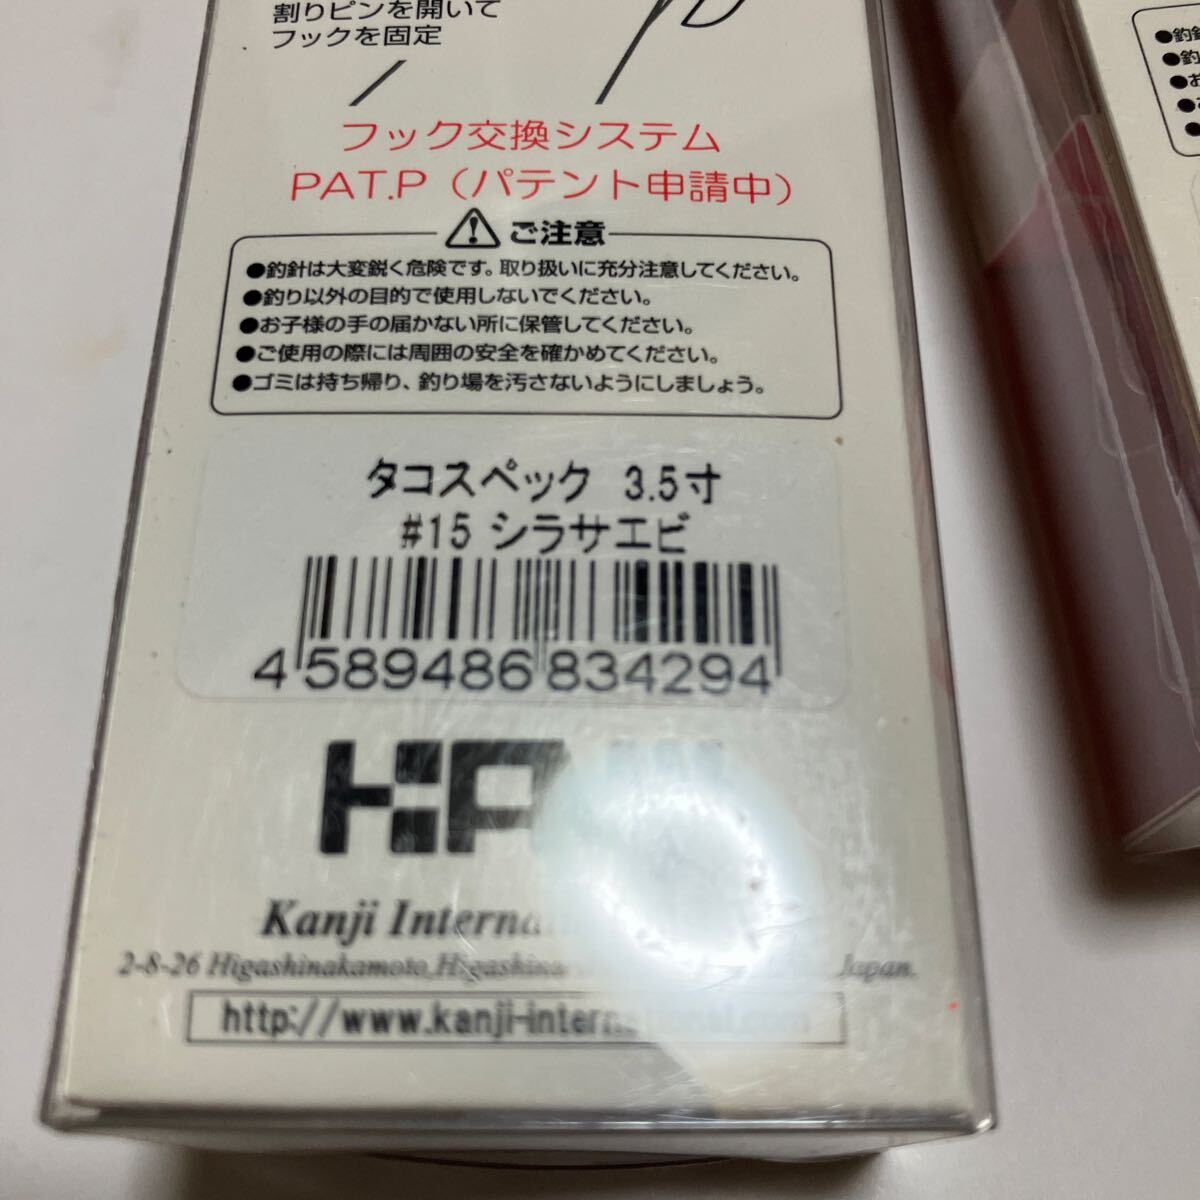 割りピンを開いて
フックを固定
フック交換システム
PAT.P（パテント申請中）
ご注意
●釣針は大変鋭く危険です。取り扱いに充分注意してください。
●釣り以外の目的で使用しないでください。
●お子様の手の届かない所に保管してください。
●ご使用の際には周囲の安全を確かめてください。
●ゴミは持ち帰り、釣り場を汚さないようにしましょう。
タコスペック 3.5寸
#15 シラサエビ
4 589486 834294
Kanji
2-8-26 Higashinakamoto, Japan.
http://www.kanji-international.com
●釣針
●釣
●お